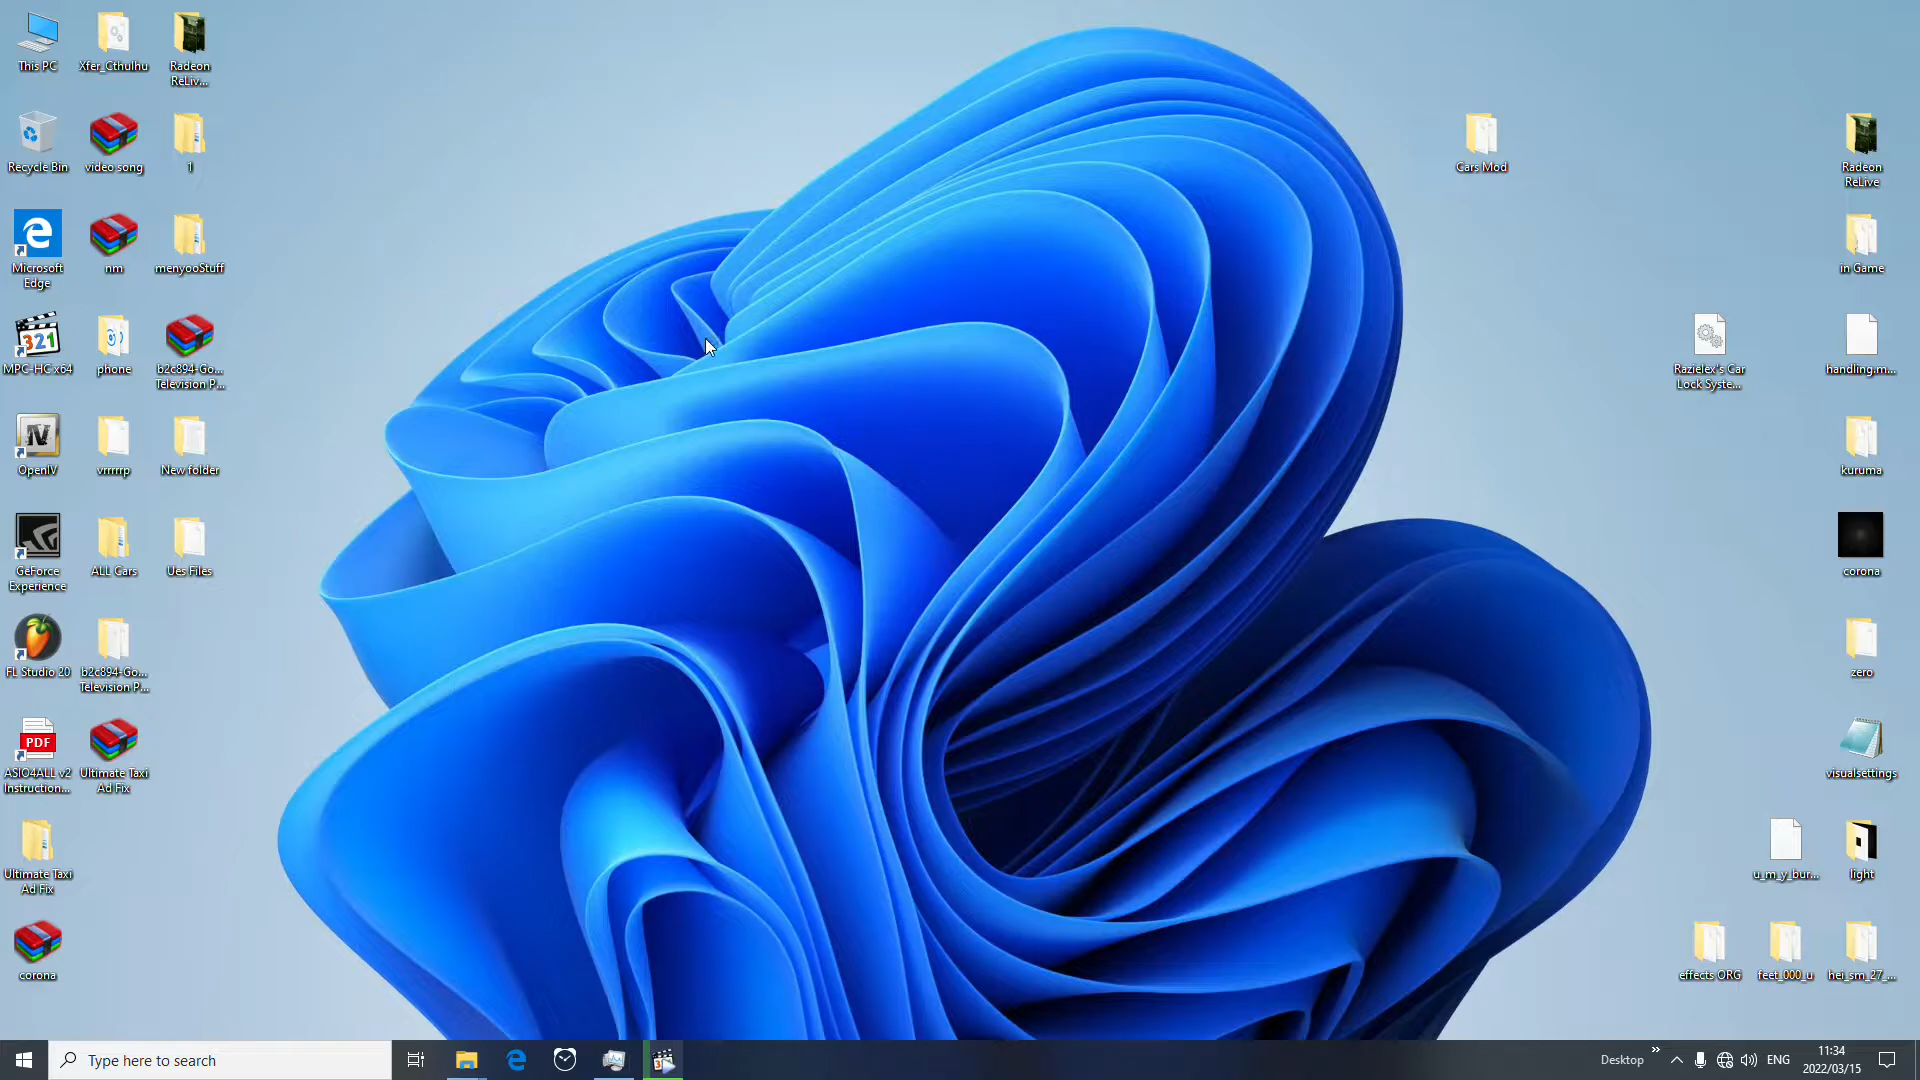 This PC
Xfer_Cthulhu
Radeon
ReLiv...
Recycle Bin
video song
1
Microsoft
Edge
nm
menyooStuff
MPC-HC x64
phone
b2c894-Go...
Television P...
OpenIV
vrrrrrp
New folder
GeForce
Experience
ALL Cars
Ues Files
FL Studio 20
b2c894-Go...
Television P...
PDF
ASIO4ALL v2
Instruction...
Ultimate Taxi
Ad Fix
Ultimate Taxi
Ad Fix
corona
Cars Mod
Radeon
ReLive
in Game
Razielex's Car
Lock Syste...
handling.m...
kuruma
corona
zero
visualsettings
u_m_y_bur...
light
effects ORG
feet_000_u
hei_sm_27_...
321
Type here to search
Desktop
ENG
11:34
2022/03/15